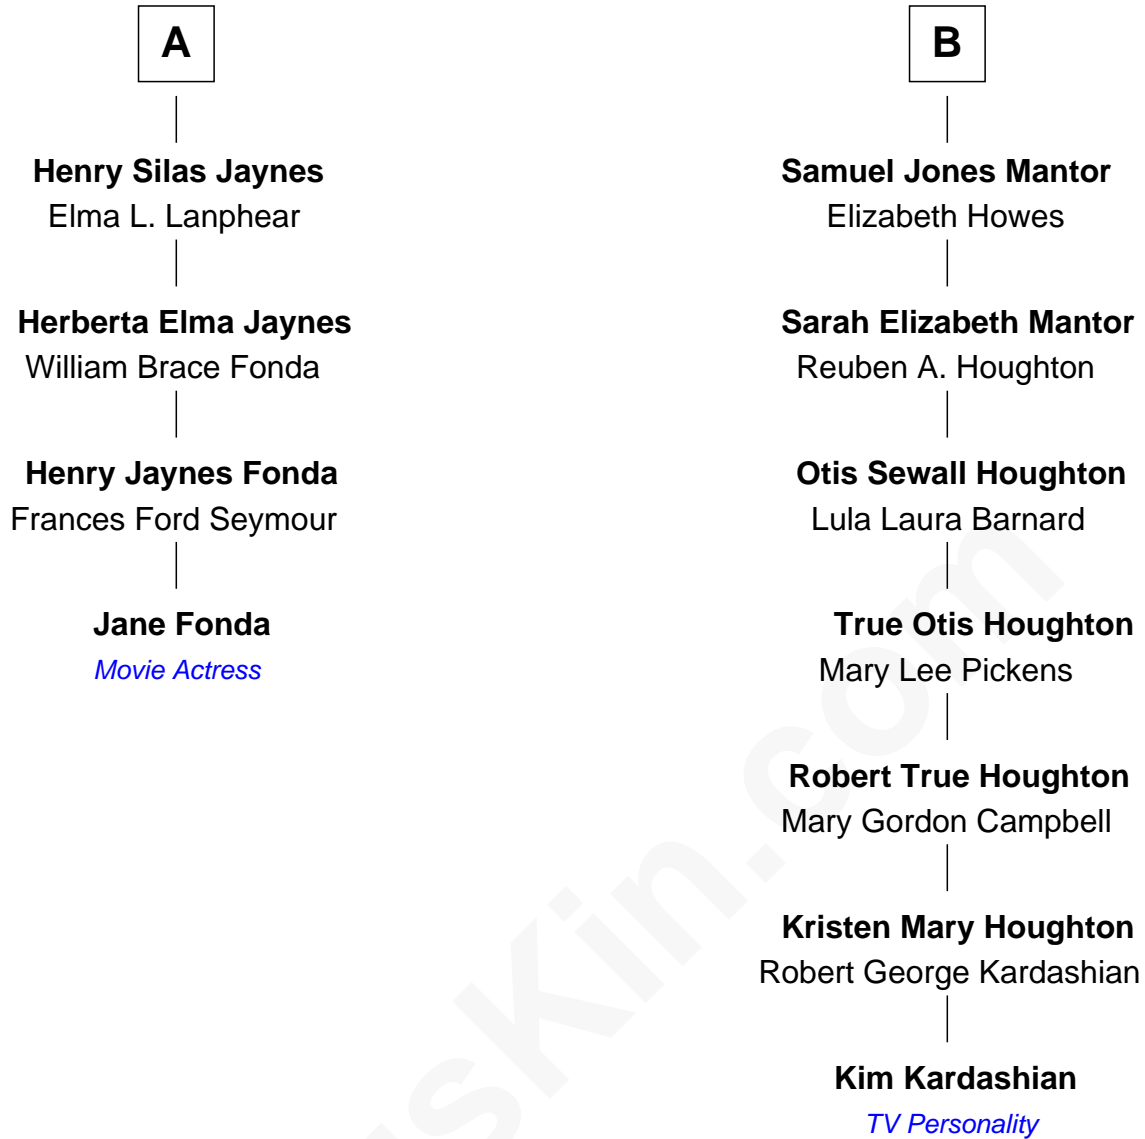 A
Henry Silas Jaynes
Elma L. Lanphear
Herberta Elma Jaynes
William Brace Fonda
Henry Jaynes Fonda
Frances Ford Seymour
Jane Fonda
Movie Actress
B
Samuel Jones Mantor
Elizabeth Howes
Sarah Elizabeth Mantor
Reuben A. Houghton
Otis Sewall Houghton
Lula Laura Barnard
True Otis Houghton
Mary Lee Pickens
Robert True Houghton
Mary Gordon Campbell
Kristen Mary Houghton
Robert George Kardashian
Kim Kardashian
TV Personality
usKin.com